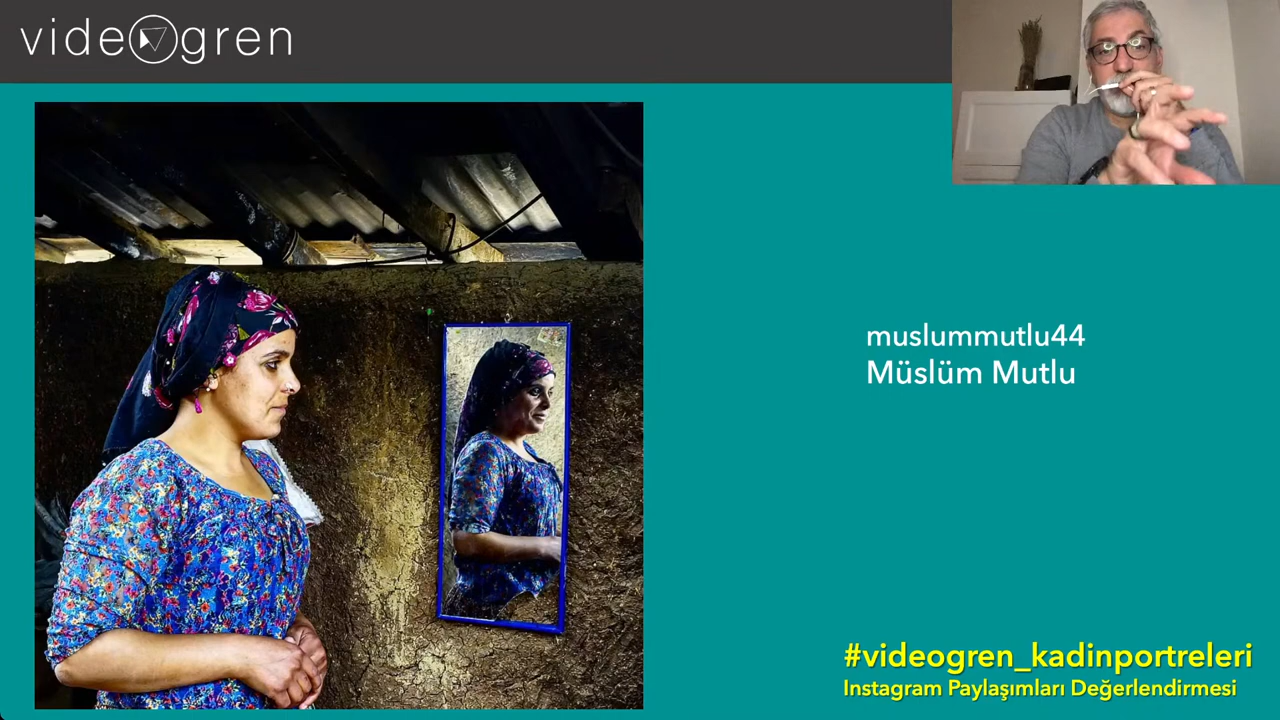 videogren
muslummutlu44
Müslüm Mutlu
#videogren_kadinportreleri
Instagram Paylaşımları Değerlendirmesi